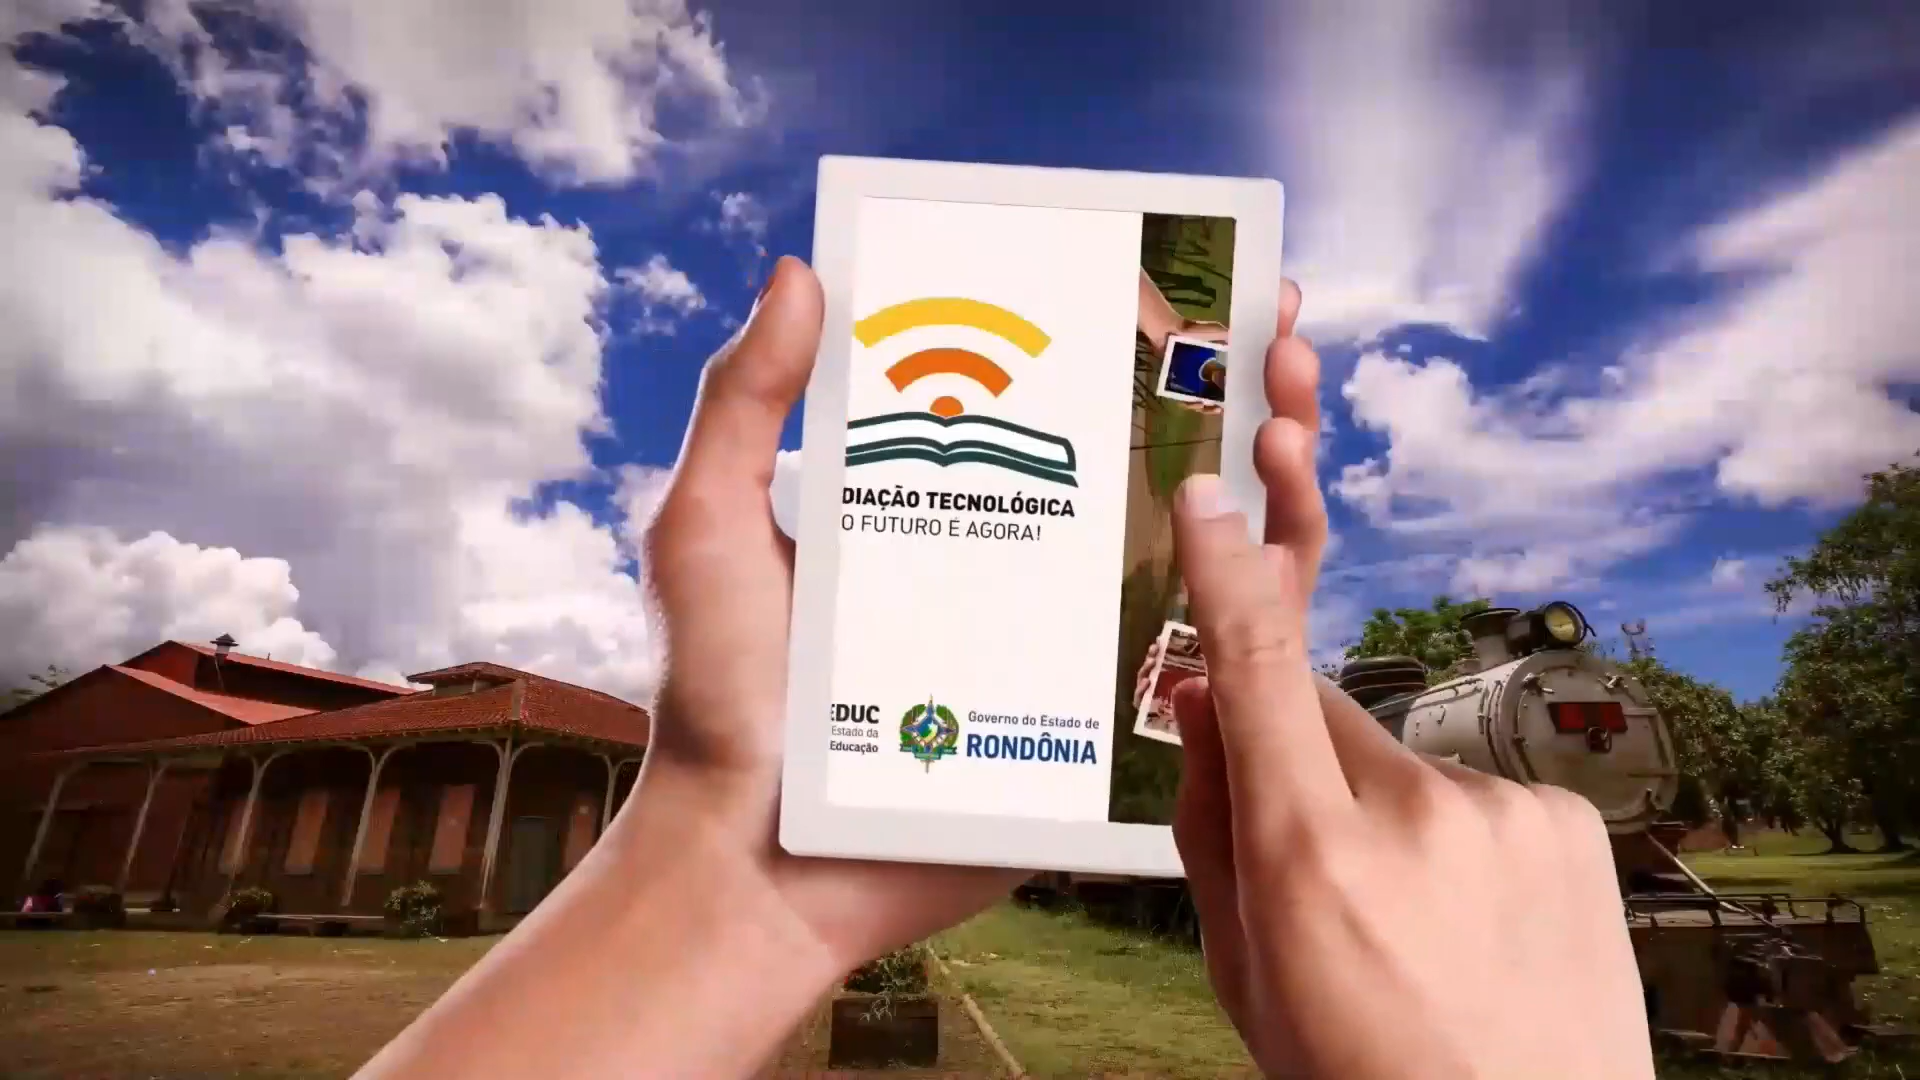 DIAÇÃO TECNOLÓGICA
O FUTURO É AGORA!
EDUC
Estado da
Educação
Governo do Estado de
RONDÔNIA